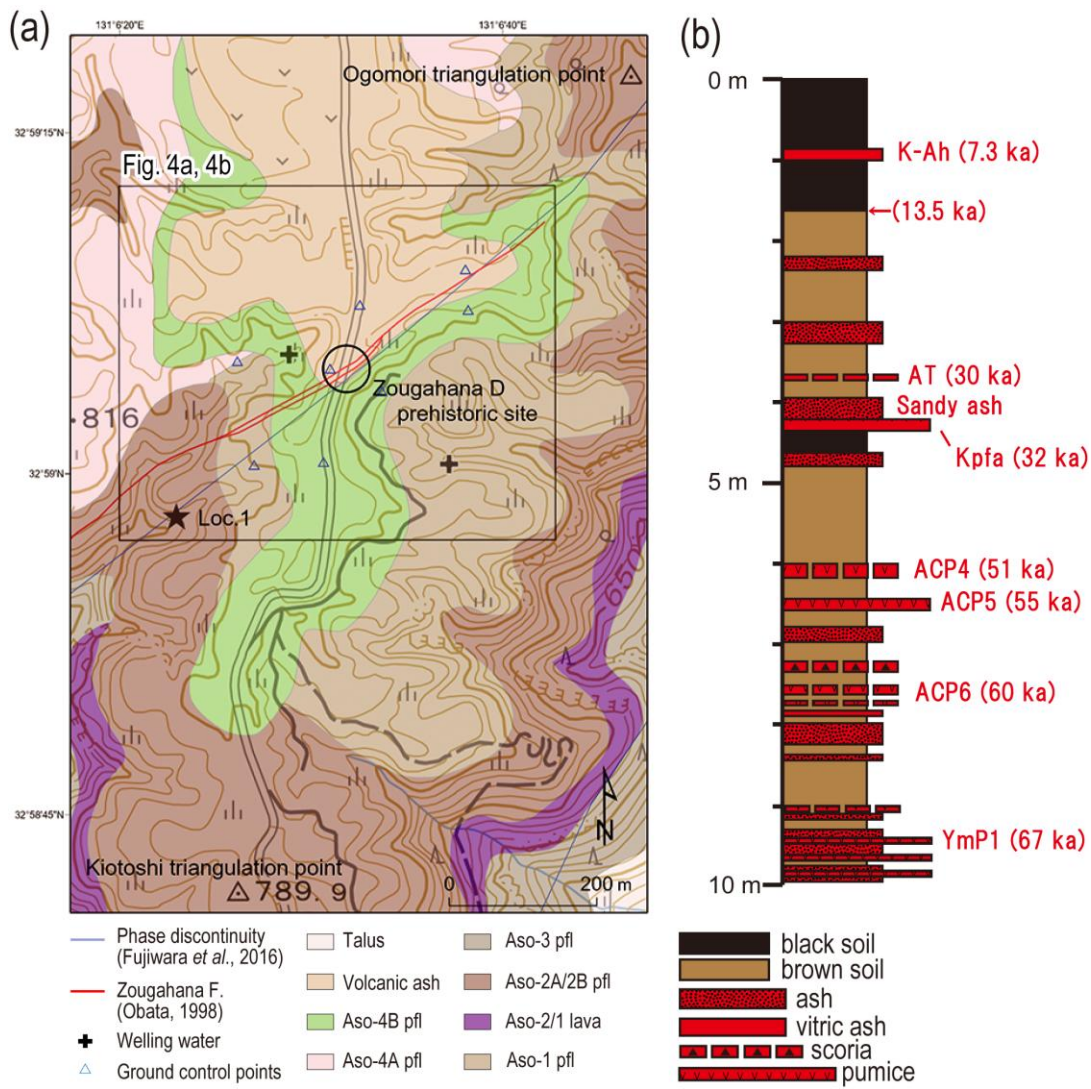 (a)
131°6'20"E
131°6'40"E
Ogomori triangulation point
32°59'15"N
Fig. 4a, 4b
Zougahana D
prehistoric site
816
32°59'N
Loc.1
650
32°58'45"N
Kiotoshi triangulation point
789.9
N
0 200 m
Phase discontinuity
(Fujiwara et al., 2016)
Zougahana F.
(Obata, 1998)
Welling water
Ground control points
Talus
Volcanic ash
Aso-4B pfl
Aso-4A pfl
Aso-3 pfl
Aso-2A/2B pfl
Aso-2/1 lava
Aso-1 pfl
(b)
0 m
K-Ah (7.3 ka)
(13.5 ka)
AT (30 ka)
Sandy ash
Kpfa (32 ka)
5 m
ACP4 (51 ka)
ACP5 (55 ka)
ACP6 (60 ka)
YmP1 (67 ka)
10 m
black soil
brown soil
ash
vitric ash
scoria
pumice